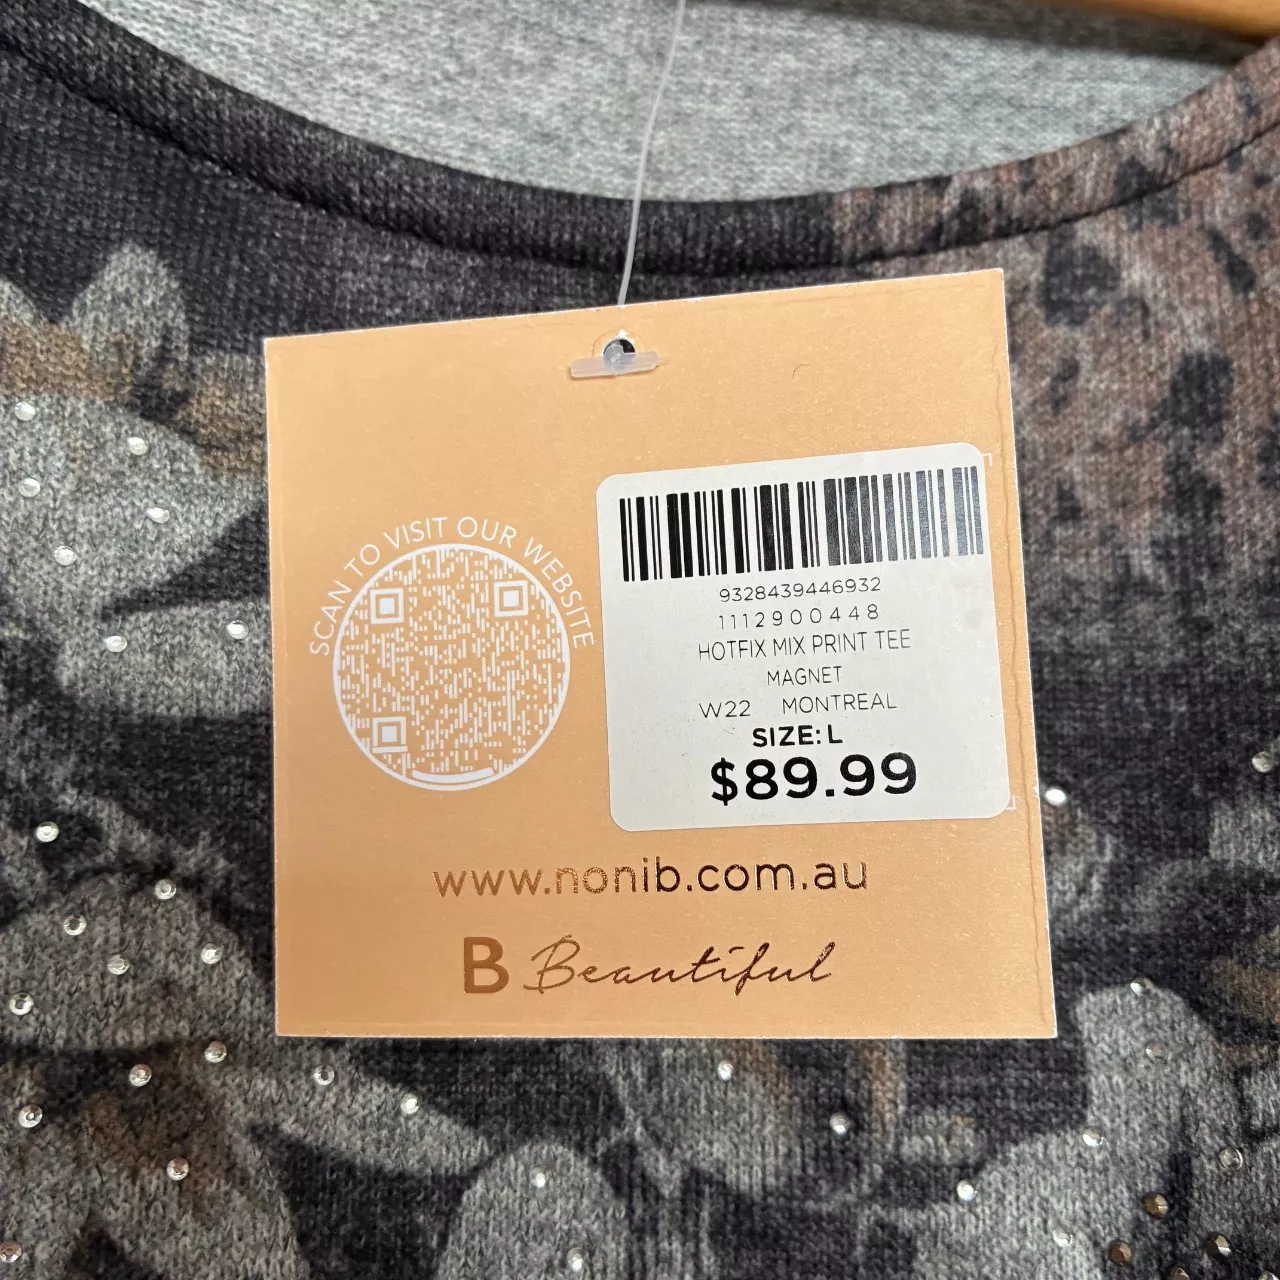 SCAN TO VISIT OUR WEBSITE
9328439446932
1112900448
HOTFIX MIX PRINT TEE
MAGNET
W22 MONTREAL
SIZE: L
$89.99
www.nonib.com.au
B Beautiful